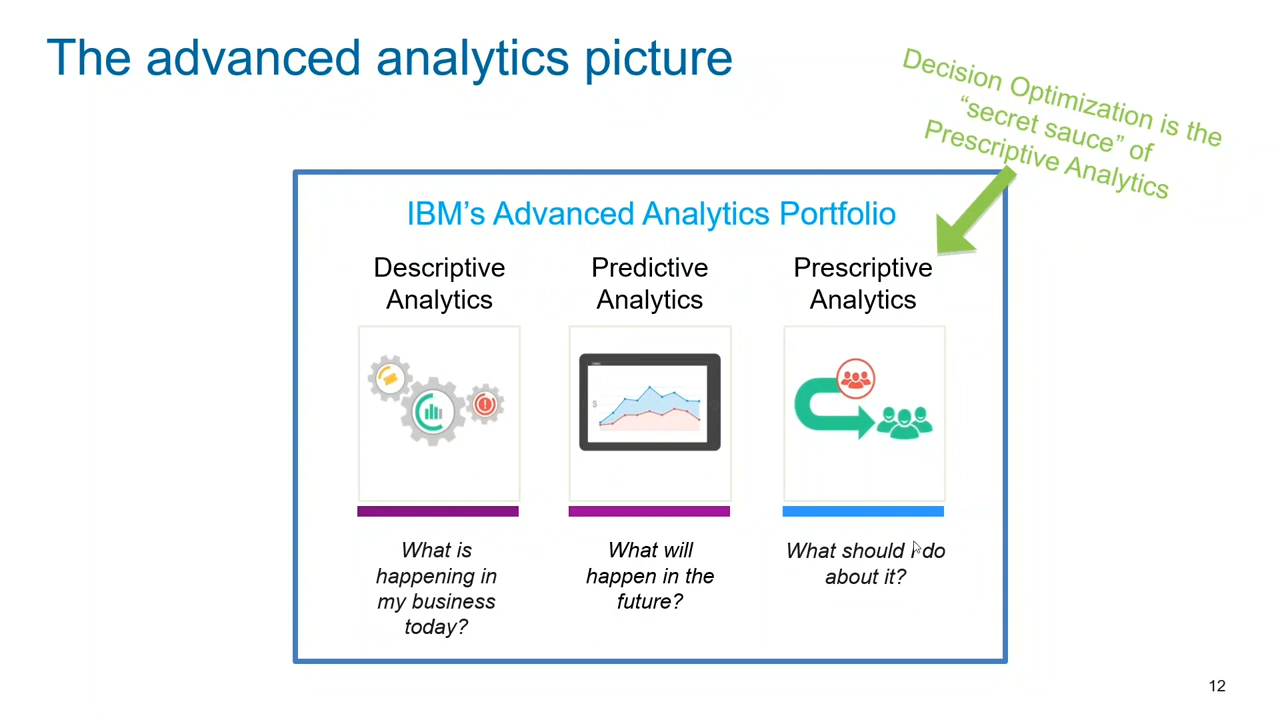 The advanced analytics picture
Decision Optimization is the
“secret sauce” of
Prescriptive Analytics
IBM’s Advanced Analytics Portfolio
Descriptive
Analytics
Predictive
Analytics
Prescriptive
Analytics
$
What is
happening in
my business
today?
What will
happen in the
future?
What should I do
about it?
12